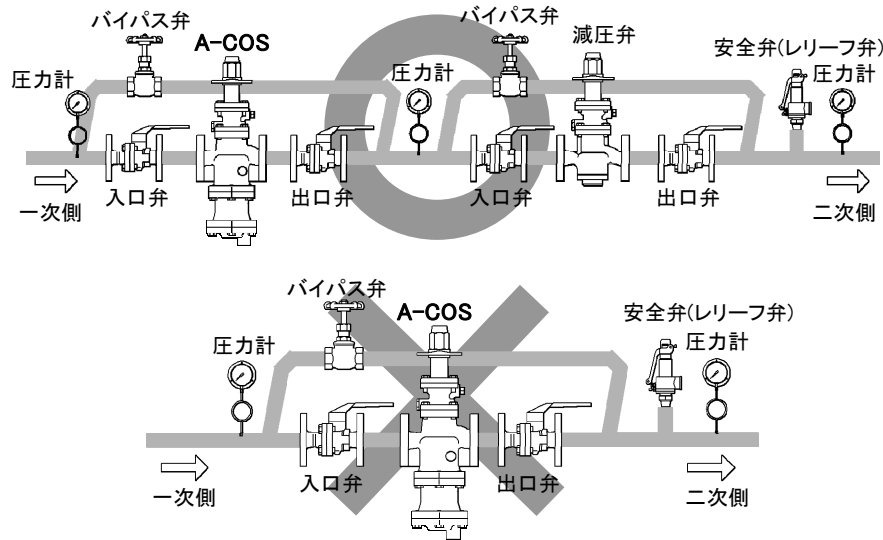 バイパス弁
A-COS
圧力計
入口弁
出口弁
一次側
圧力計
バイパス弁
減圧弁
入口弁
出口弁
安全弁(レリーフ弁)
圧力計
二次側
バイパス弁
A-COS
圧力計
入口弁
出口弁
一次側
安全弁(レリーフ弁)
圧力計
二次側